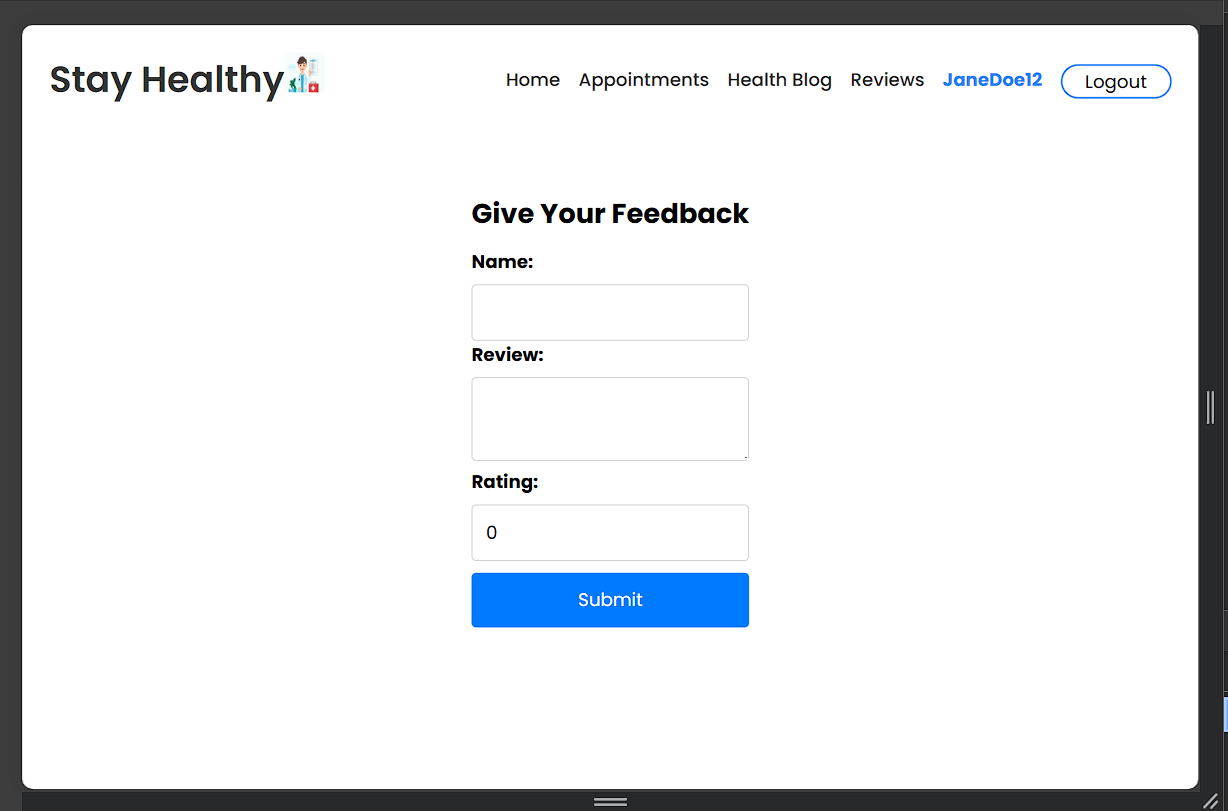 Stay Healthy
Home Appointments Health Blog Reviews JaneDoe12 Logout
Give Your Feedback
Name:
Review:
Rating:
0
Submit